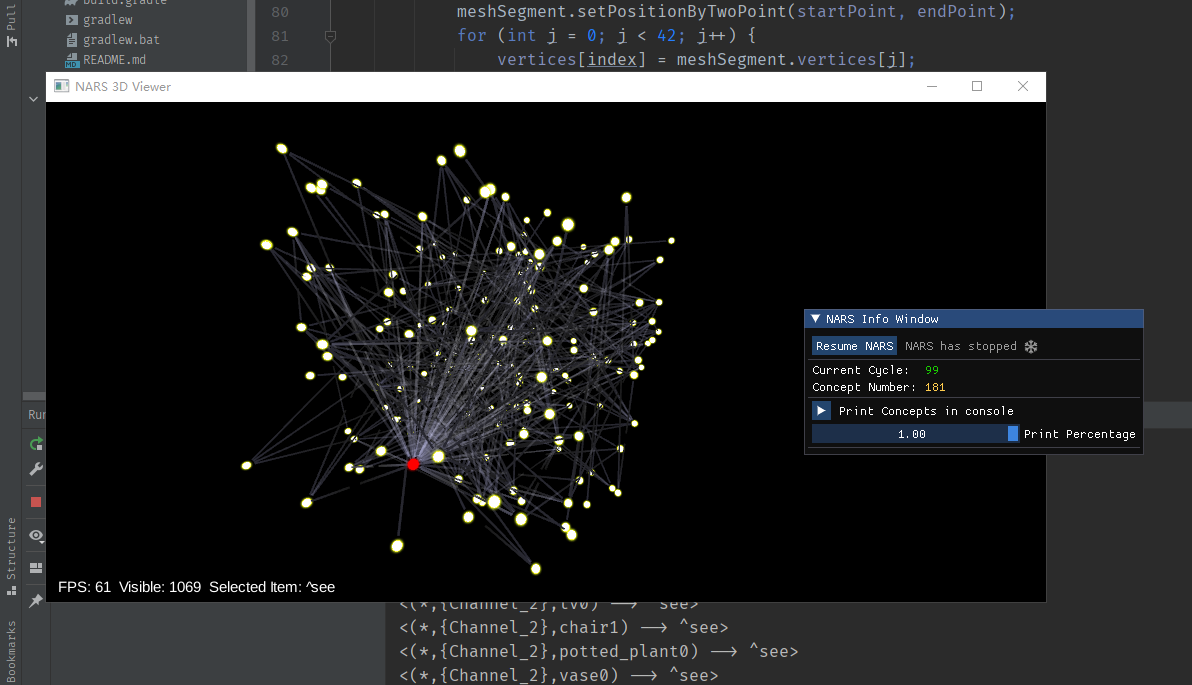 Pull
build.gradle
gradlew
gradlew.bat
README.md
80 meshSegment.setPositionByTwoPoint(startPoint, endPoint);
81 for (int j = 0; j < 42; j++) {
82 vertices[index] = meshSegment.vertices[j];
NARS 3D Viewer
NARS Info Window
Resume NARS NARS has stopped
Current Cycle: 99
Concept Number: 181
Print Concepts in console
1.00 Print Percentage
Run
Structure
Bookmarks
FPS: 61 Visible: 1069 Selected Item: ^see
<(*,{Channel_2},tv0) --> ^see>
<(*,{Channel_2},chair1) --> ^see>
<(*,{Channel_2},potted_plant0) --> ^see>
<(*,{Channel_2},vase0) --> ^see>